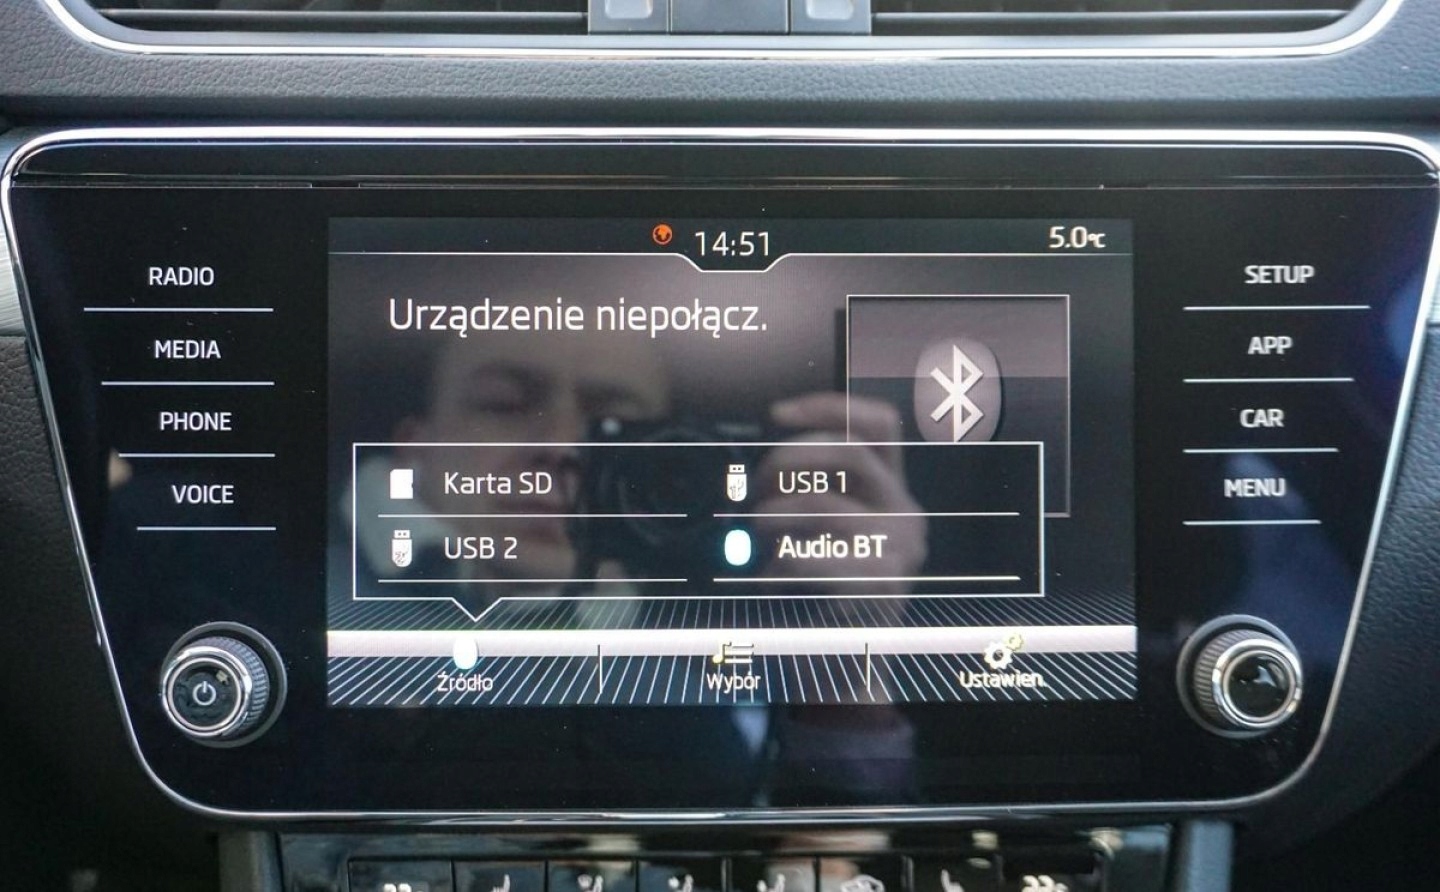 14:51
5.0°C
RADIO
MEDIA
PHONE
VOICE
Urządzenie niepołącz.
Karta SD
USB 1
USB 2
Audio BT
Źródło
Wybór
Ustawien.
SETUP
APP
CAR
MENU